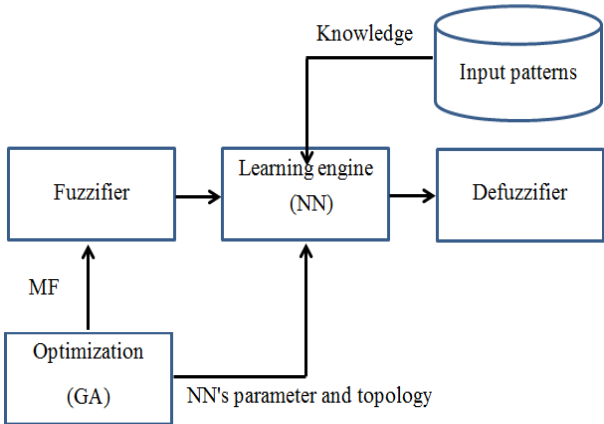 Knowledge
Input patterns
Fuzzifier
Learning engine
(NN)
Defuzzifier
MF
Optimization
(GA)
NN's parameter and topology